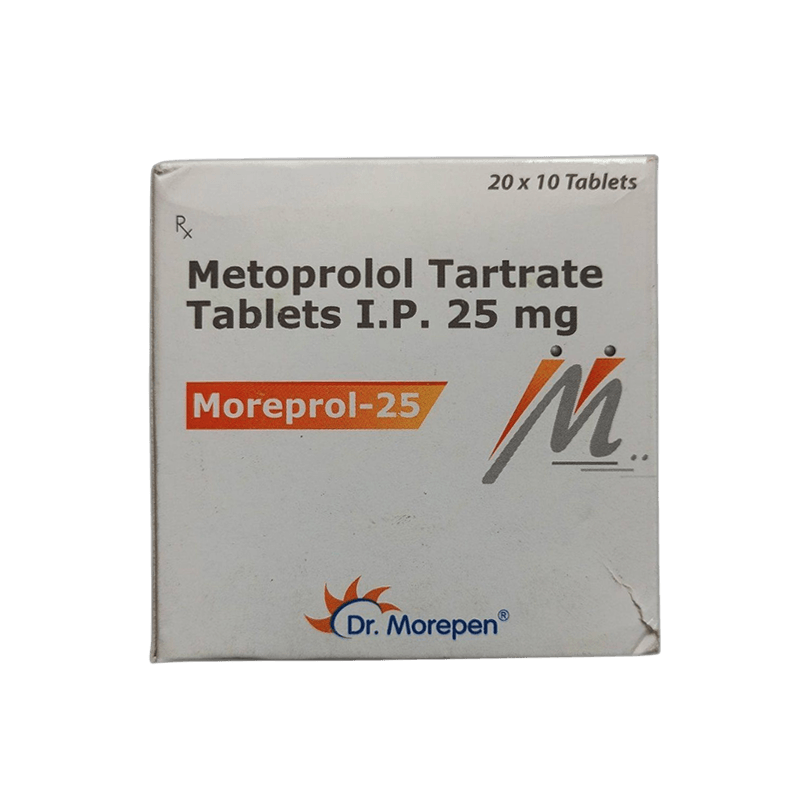 20 x 10 Tablets
Rx
Metoprolol Tartrate
Tablets I.P. 25 mg
Moreprol-25
M
Dr. Morepen®